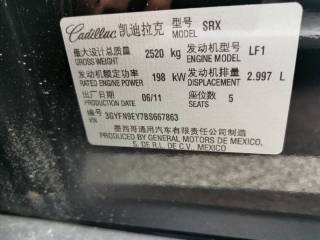 Cadillac 凯迪拉克 型号 MODEL SRX
最大设计总质量 GROSS WEIGHT 2520 kg 发动机型号 ENGINE MODEL LF1
发动机额定功率 RATED ENGINE POWER 198 kW 发动机排量 DISPLACEMENT 2.997 L
出厂日期 PRODUCTION DATE 06/11 座位数 SEATS 5
编号 VIN 3GYFN9EY7BS667863
墨西哥通用汽车有限责任公司制造
PRODUCED BY GENERAL MOTORS DE MEXICO,
S. DE R.L. DE C.V. MEXICO